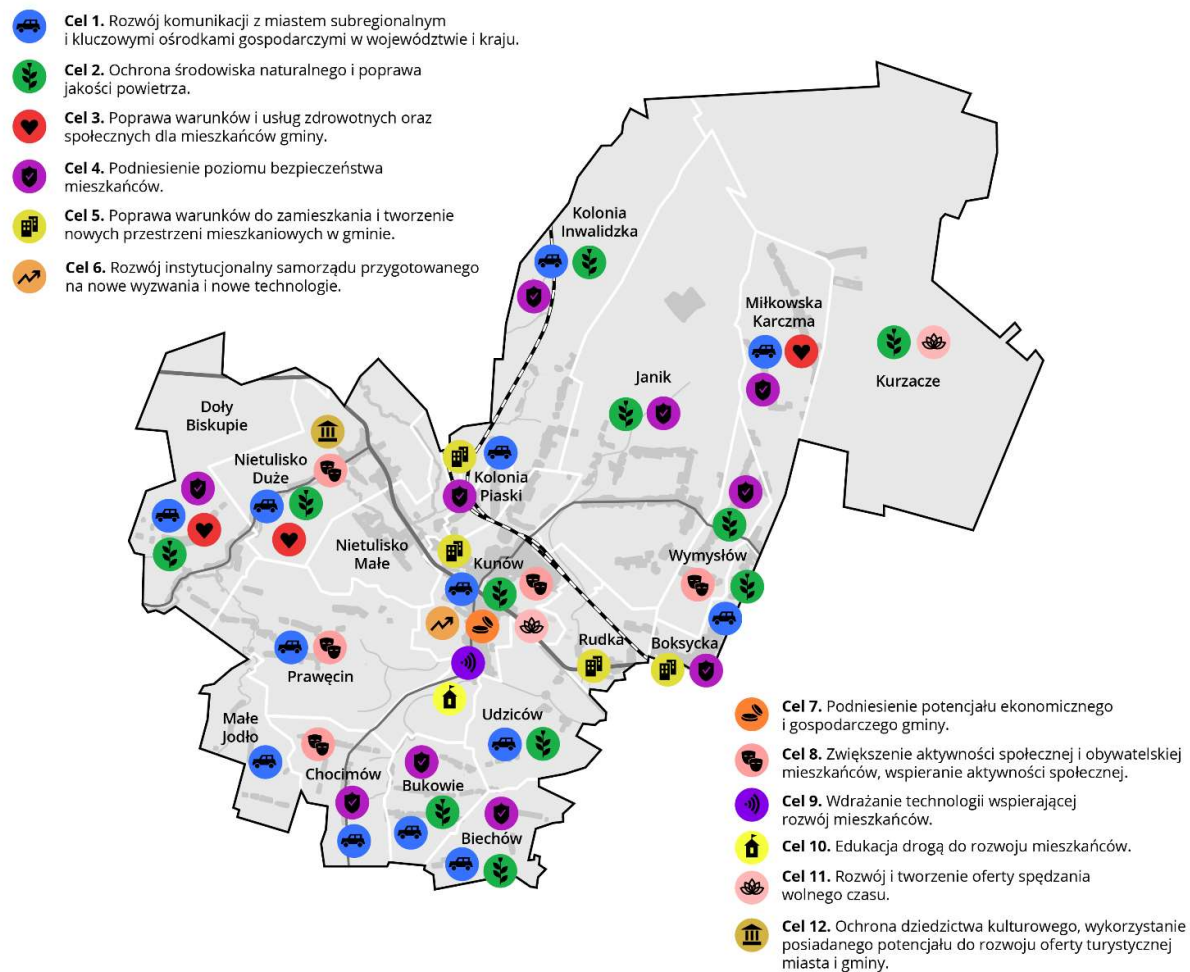 Cel 1. Rozwój komunikacji z miastem subregionalnym
i kluczowymi ośrodkami gospodarczymi w województwie i kraju.
Cel 2. Ochrona środowiska naturalnego i poprawa
jakości powietrza.
Cel 3. Poprawa warunków i usług zdrowotnych oraz
społecznych dla mieszkańców gminy.
Cel 4. Podniesienie poziomu bezpieczeństwa
mieszkańców.
Cel 5. Poprawa warunków do zamieszkania i tworzenie
nowych przestrzeni mieszkaniowych w gminie.
Cel 6. Rozwój instytucjonalny samorządu przygotowanego
na nowe wyzwania i nowe technologie.
Kolonia
Inwalidzka
Miłkowska
Karczma
Kurzacze
Janik
Doły
Biskupie
Nietulisko
Duże
Kolonia
Piaski
Nietulisko
Małe
Kunów
Wymysłów
Rudka
Boksycka
Prawęcin
Małe
Jodło
Udziców
Chocimów
Bukowie
Biechów
Cel 7. Podniesienie potencjału ekonomicznego
i gospodarczego gminy.
Cel 8. Zwiększenie aktywności społecznej i obywatelskiej
mieszkańców, wspieranie aktywności społecznej.
Cel 9. Wdrażanie technologii wspierającej
rozwój mieszkańców.
Cel 10. Edukacja drogą do rozwoju mieszkańców.
Cel 11. Rozwój i tworzenie oferty spędzania
wolnego czasu.
Cel 12. Ochrona dziedzictwa kulturowego, wykorzystanie
posiadanego potencjału do rozwoju oferty turystycznej
miasta i gminy.